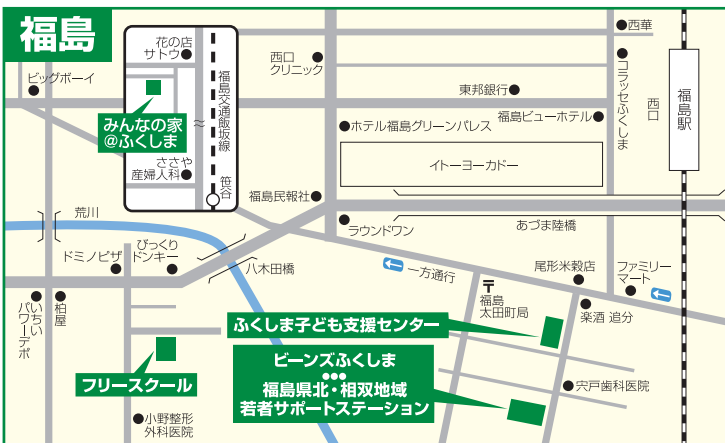 福島
花の店
サトウ
ビッグボーイ
みんなの家
@ふくしま
福島交通飯坂線
ささや
産婦人科
笹谷
西口
クリニック
西華
コラッセふくしま
西口
福島駅
東邦銀行
福島ビューホテル
ホテル福島グリーンパレス
イトーヨーカドー
福島民報社
ラウンドワン
あづま陸橋
荒川
ドミノピザ
びっくり
ドンキー
八木田橋
一方通行
〒
福島
太田町局
尾形米穀店
ファミリー
マート
楽酒 追分
いちい
パワーデポ
柏屋
ふくしま子ども支援センター
フリースクール
ビーンズふくしま
●●●
福島県北・相双地域
若者サポートステーション
宍戸歯科医院
小野整形
外科医院